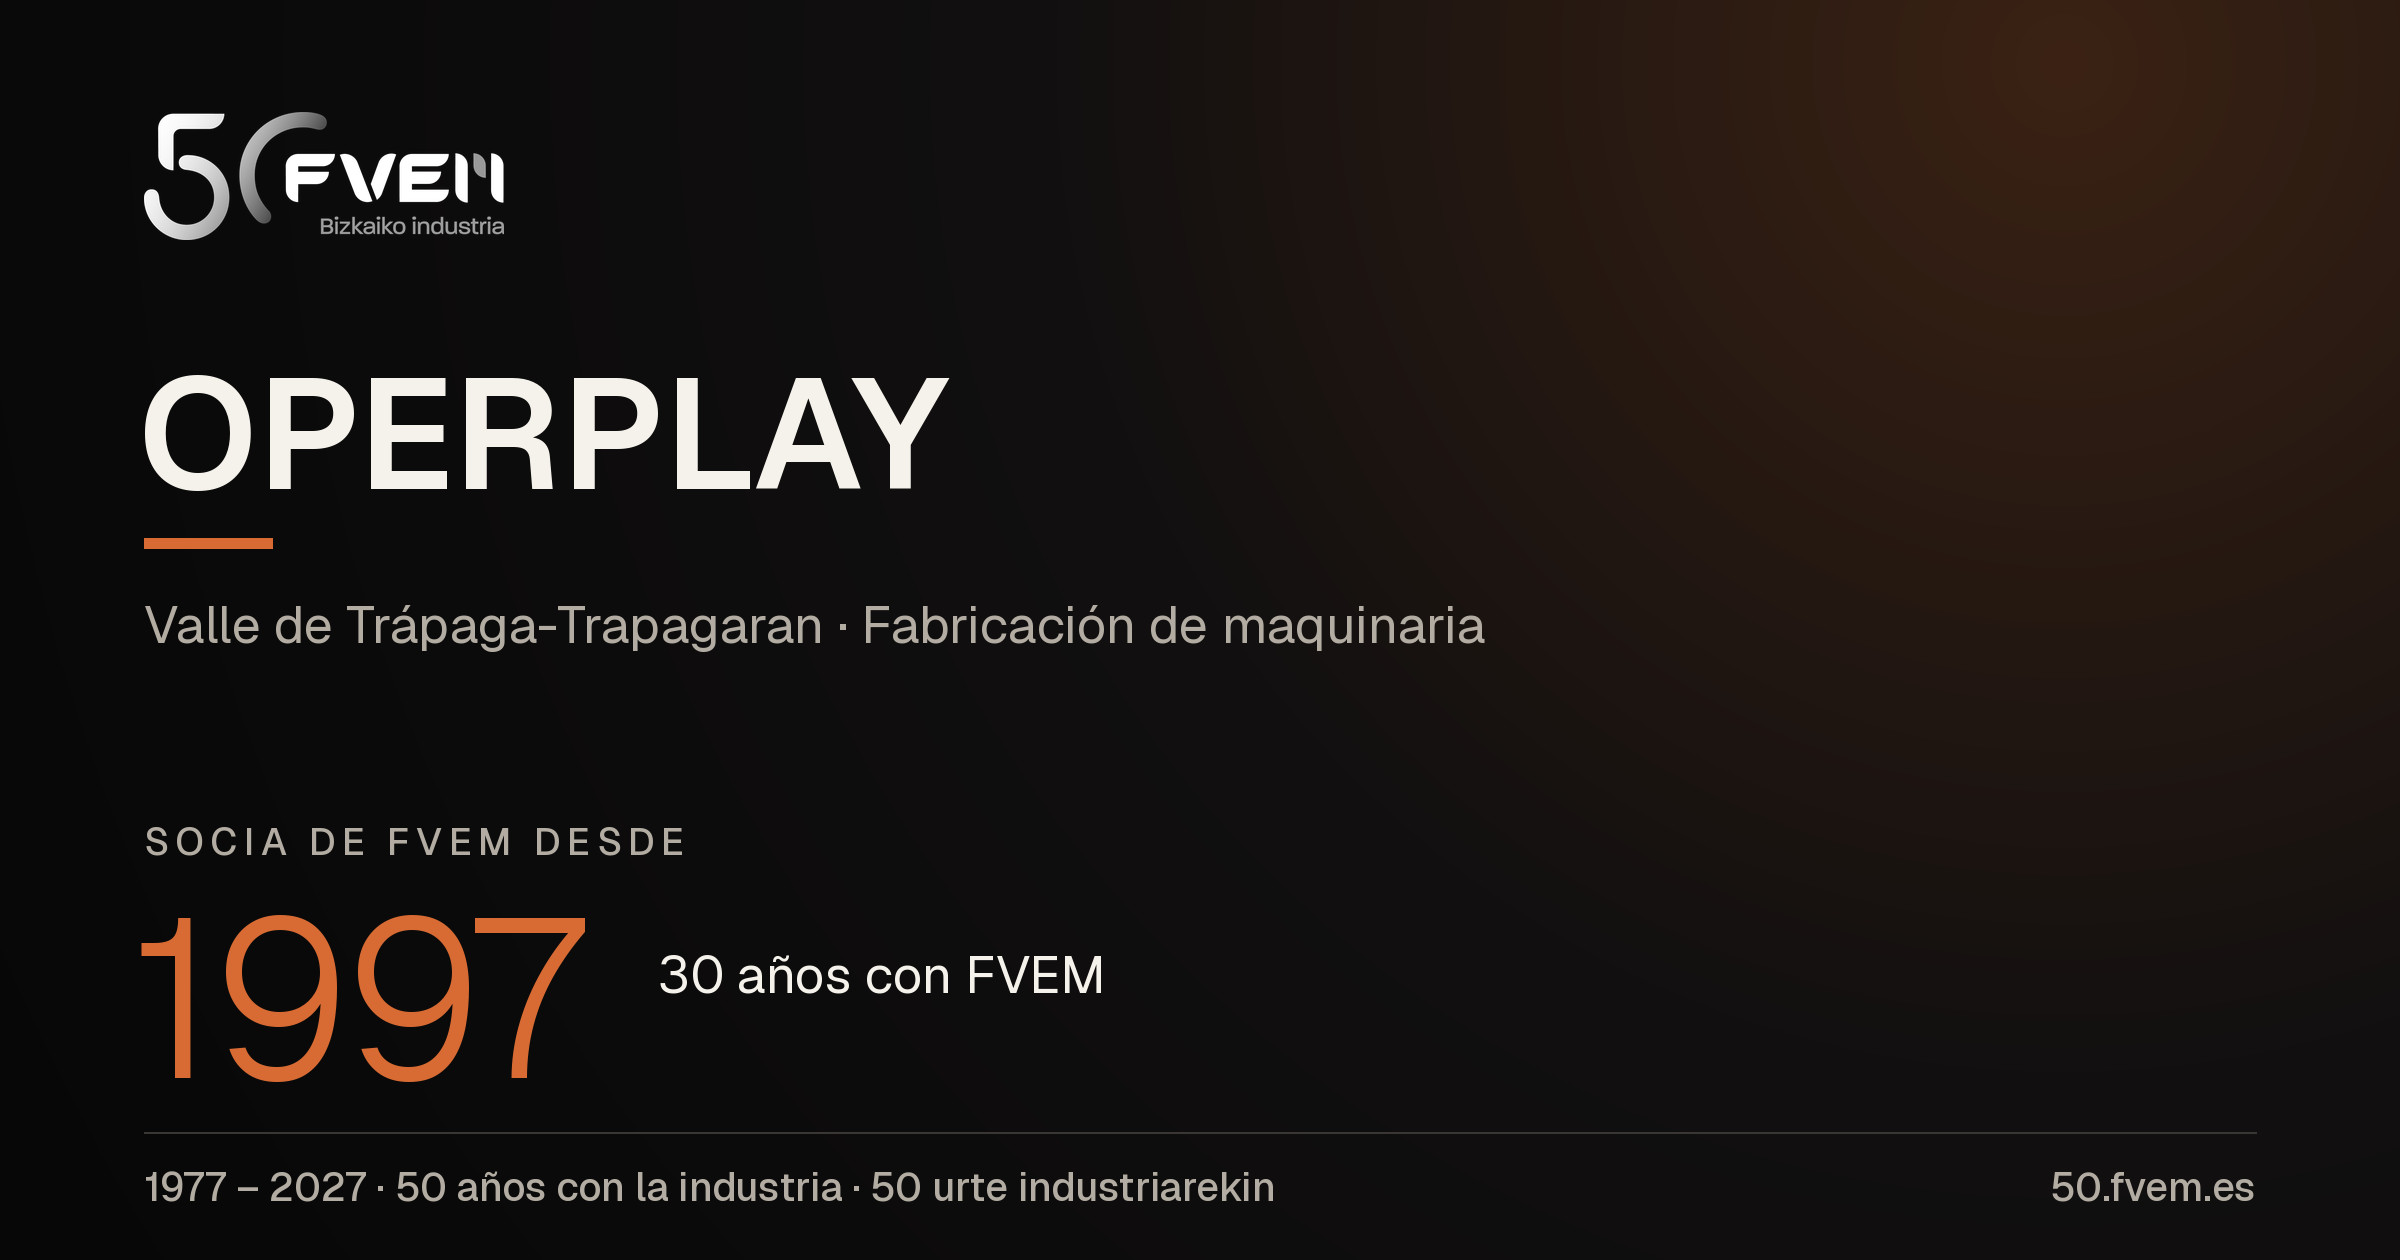 50 FVEM
Bizkaiko industria
OPERPLAY
Valle de Trápaga-Trapagaran · Fabricación de maquinaria
SOCIA DE FVEM DESDE
1997
30 años con FVEM
1977 – 2027 · 50 años con la industria · 50 urte industriarekin
50.fvem.es